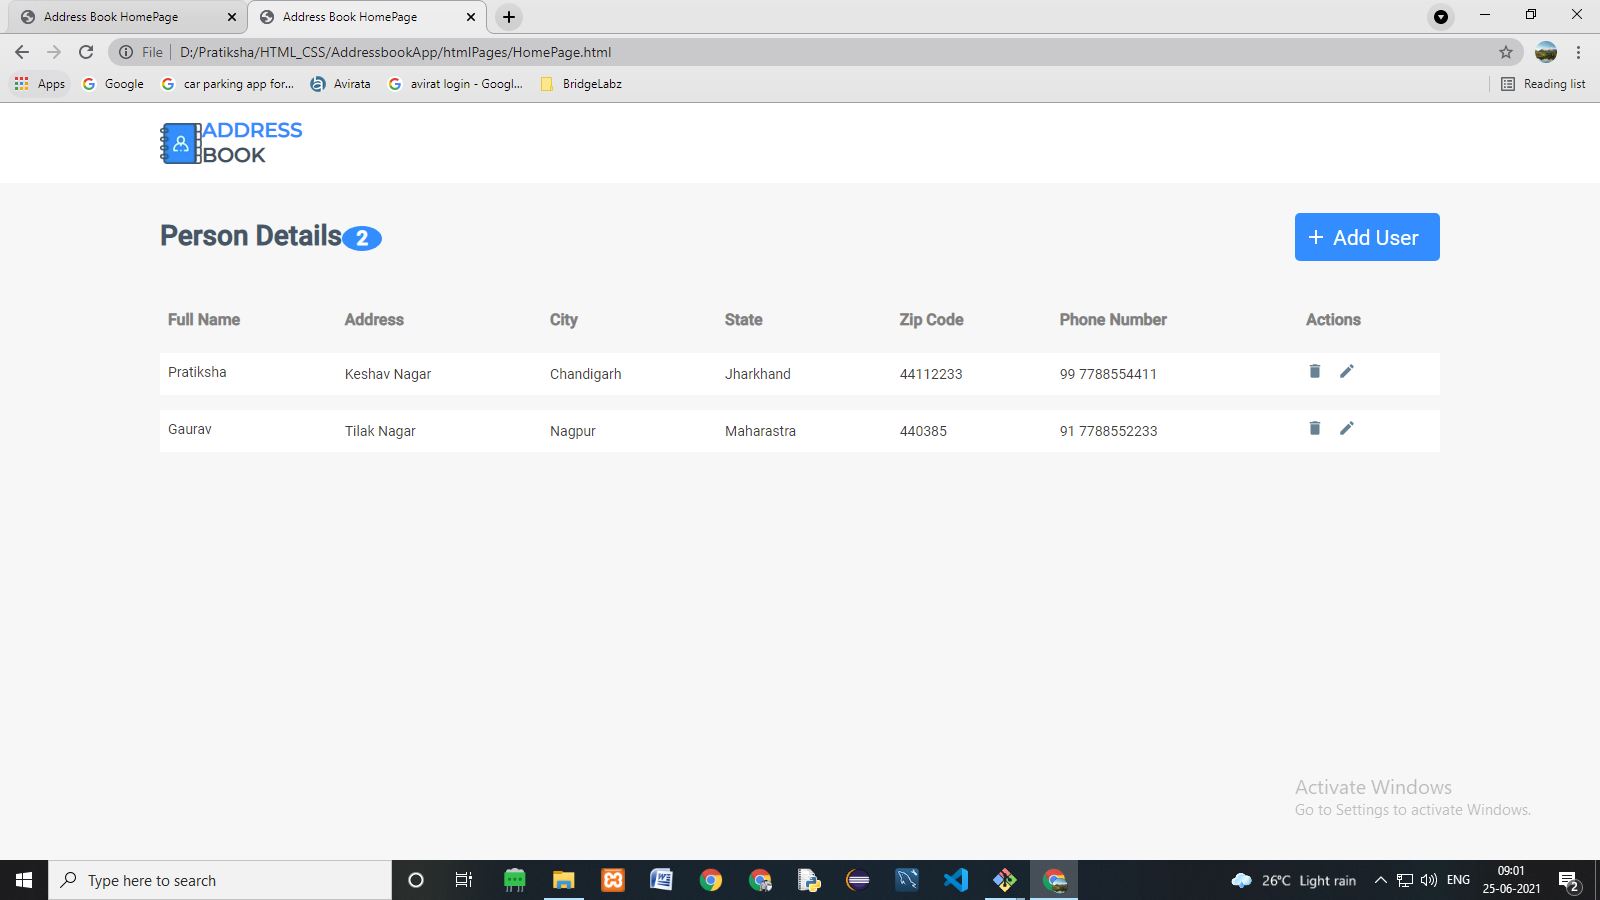 Address Book HomePage
Address Book HomePage
File D:/Pratiksha/HTML_CSS/AddressbookApp/htmlPages/HomePage.html
Apps Google car parking app for... Avirata avirat login - Googl... BridgeLabz Reading list
ADDRESS
BOOK
Person Details 2
+ Add User
Full Name Address City State Zip Code Phone Number Actions
Pratiksha Keshav Nagar Chandigarh Jharkhand 44112233 99 7788554411
Gaurav Tilak Nagar Nagpur Maharastra 440385 91 7788552233
Activate Windows
Go to Settings to activate Windows.
Type here to search
26°C Light rain
ENG
09:01
25-06-2021
2